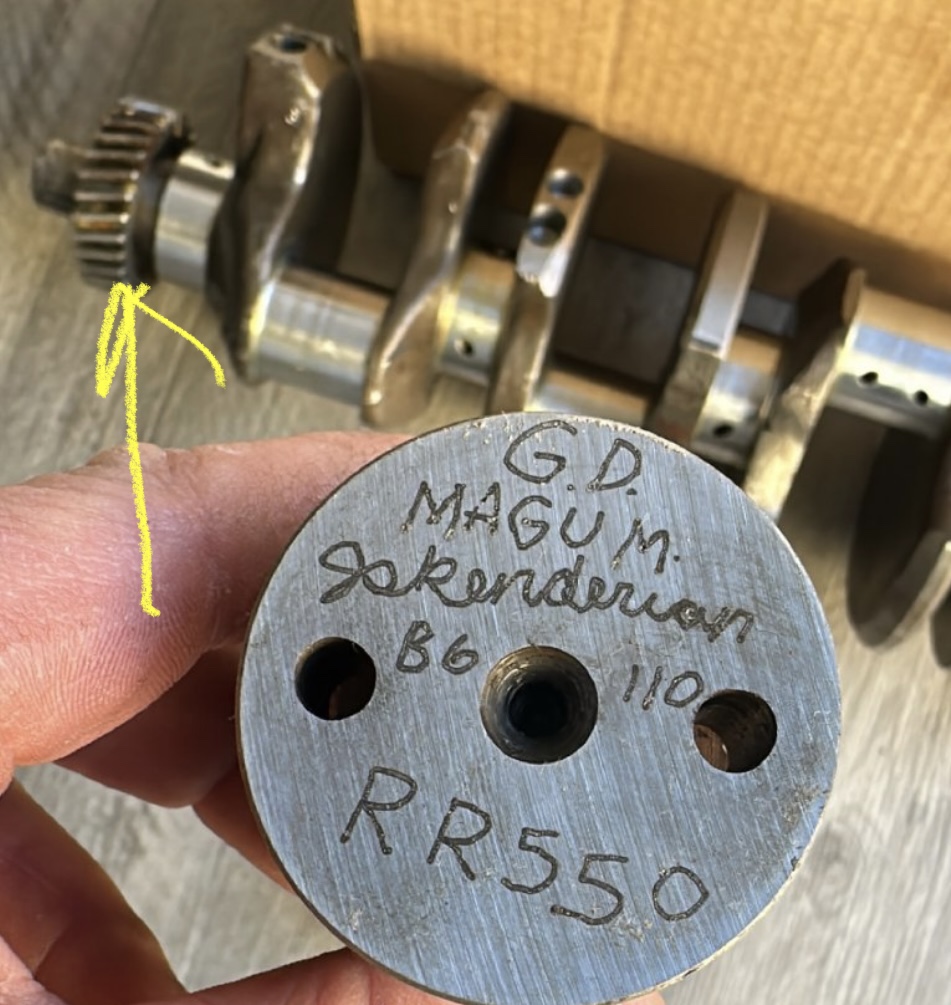 G.D.
MAGUM.
Iskenderian
B6 110
RR550